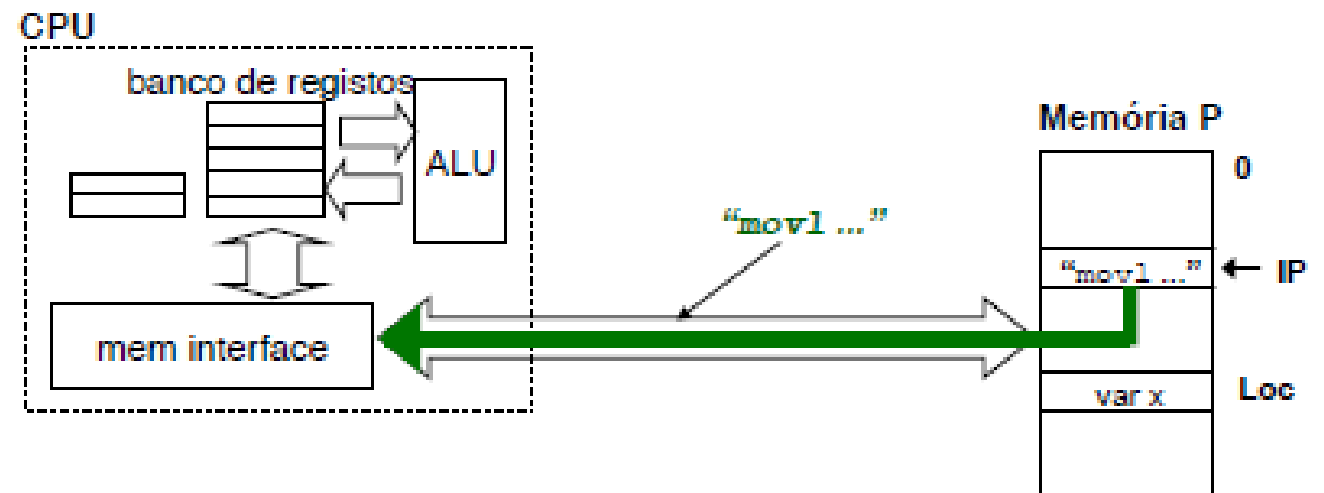 CPU
banco de registos
ALU
mem interface
“movl ...”
Memória P
0
“movl ...”
IP
var x
Loc